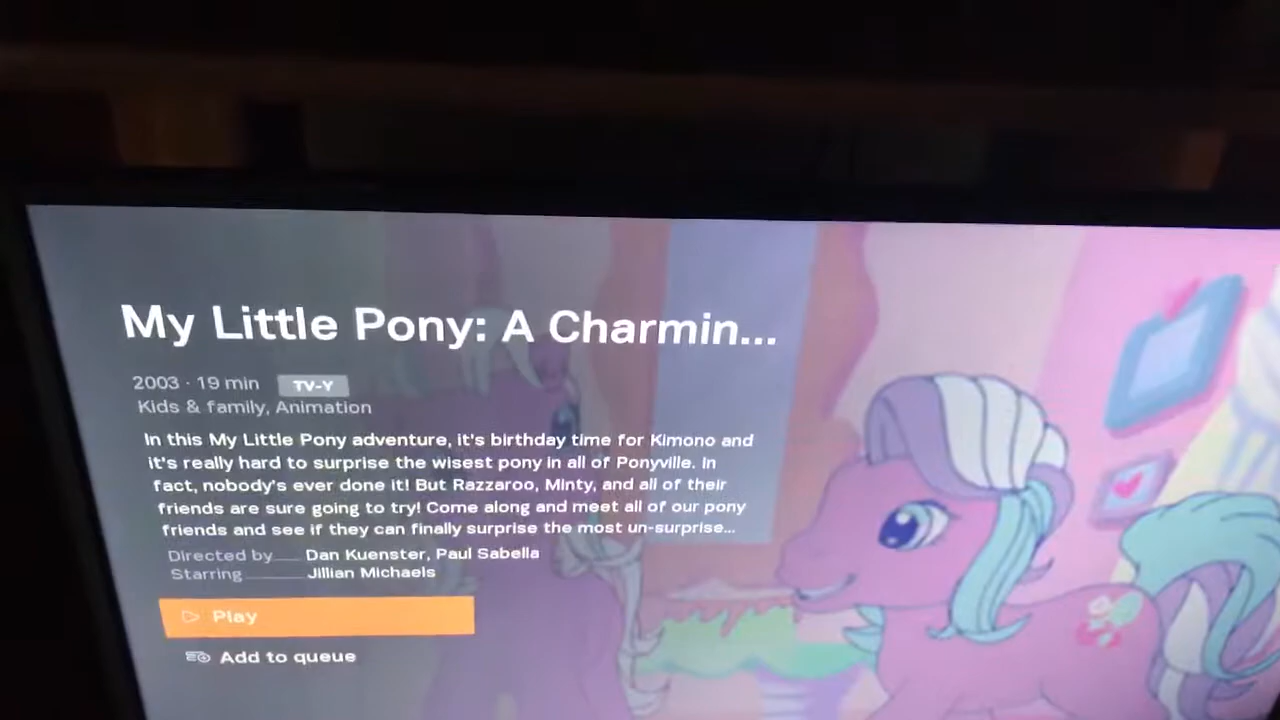 My Little Pony: A Charmin...
2003 · 19 min TV-Y
Kids & family, Animation
In this My Little Pony adventure, it's birthday time for Kimono and
it's really hard to surprise the wisest pony in all of Ponyville. In
fact, nobody's ever done it! But Razzaroo, Minty, and all of their
friends are sure going to try! Come along and meet all of our pony
friends and see if they can finally surprise the most un-surprise...
Directed by Dan Kuenster, Paul Sabella
Starring Jillian Michaels
Play
Add to queue